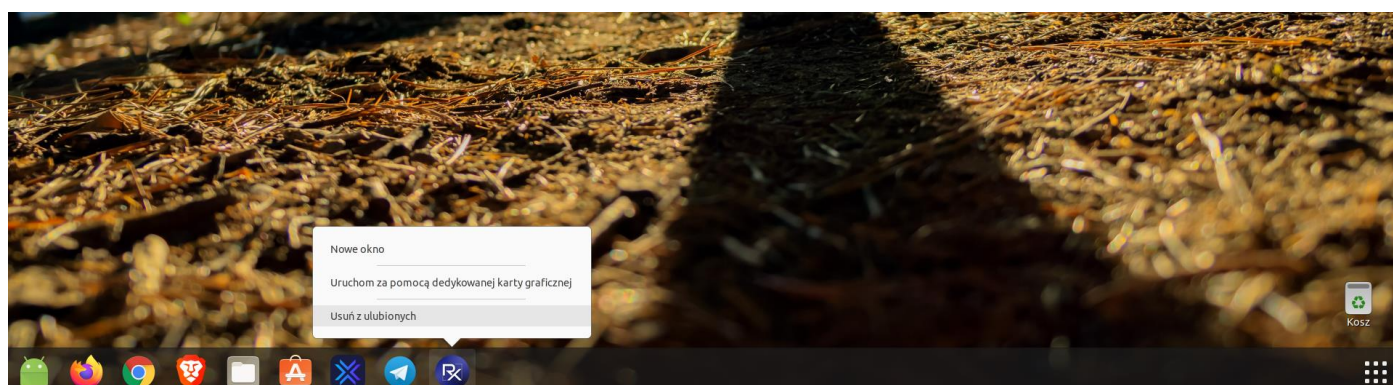 Nowe okno
Uruchom za pomocą dedykowanej karty graficznej
Usuń z ulubionych
Kosz